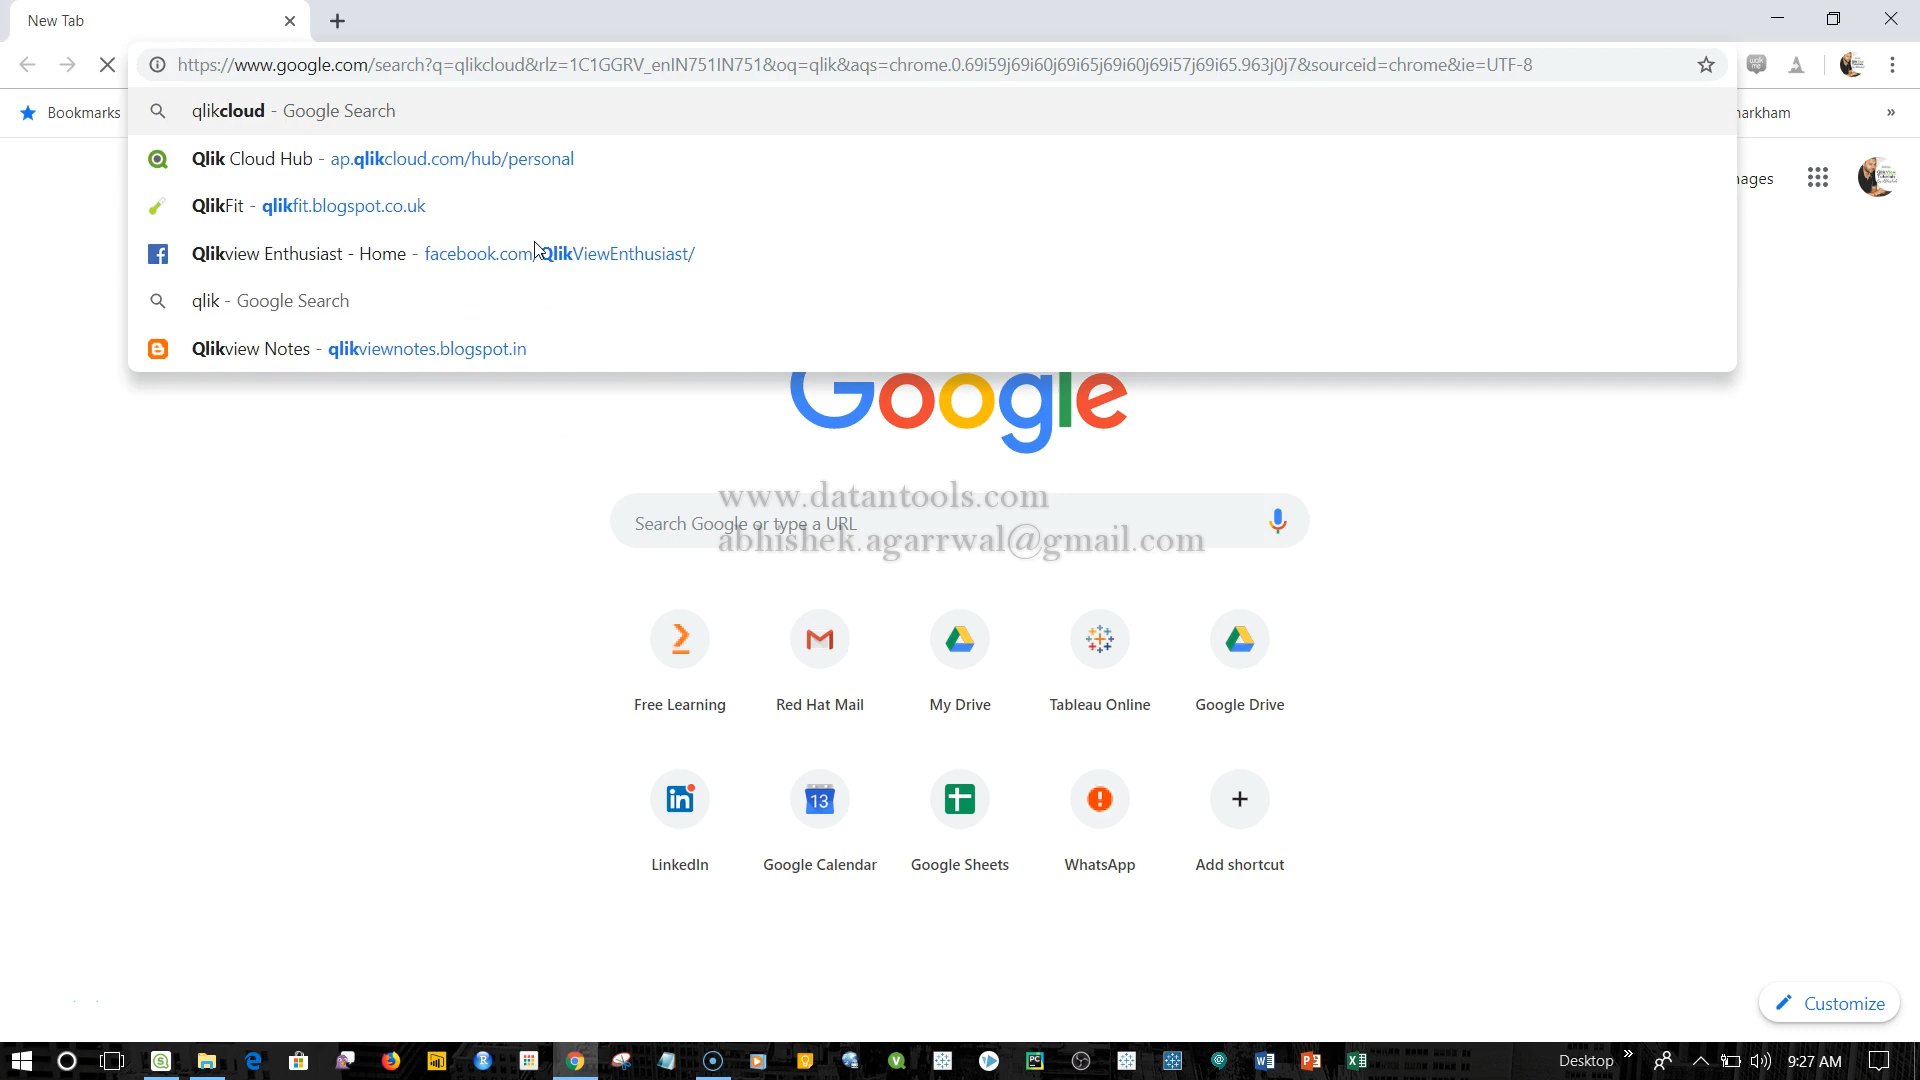 New Tab
https://www.google.com/search?q=qlikcloud&rlz=1C1GGRV_enIN751IN751&oq=qlik&aqs=chrome.0.69i59j69i60j69i65j69i60j69i57j69i65.963j0j7&sourceid=chrome&ie=UTF-8
Bookmarks
qlikcloud - Google Search
arkham
»
Qlik Cloud Hub - ap.qlikcloud.com/hub/personal
ages
QlikFit - qlikfit.blogspot.co.uk
Qlikview Enthusiast - Home - facebook.com/QlikViewEnthusiast/
qlik - Google Search
Qlikview Notes - qlikviewnotes.blogspot.in
Google
www.datantools.com
Search Google or type a URL
abhishek.agarrwal@gmail.com
Free Learning
Red Hat Mail
My Drive
Tableau Online
Google Drive
LinkedIn
13
Google Calendar
Google Sheets
WhatsApp
Add shortcut
Customize
Desktop »
9:27 AM